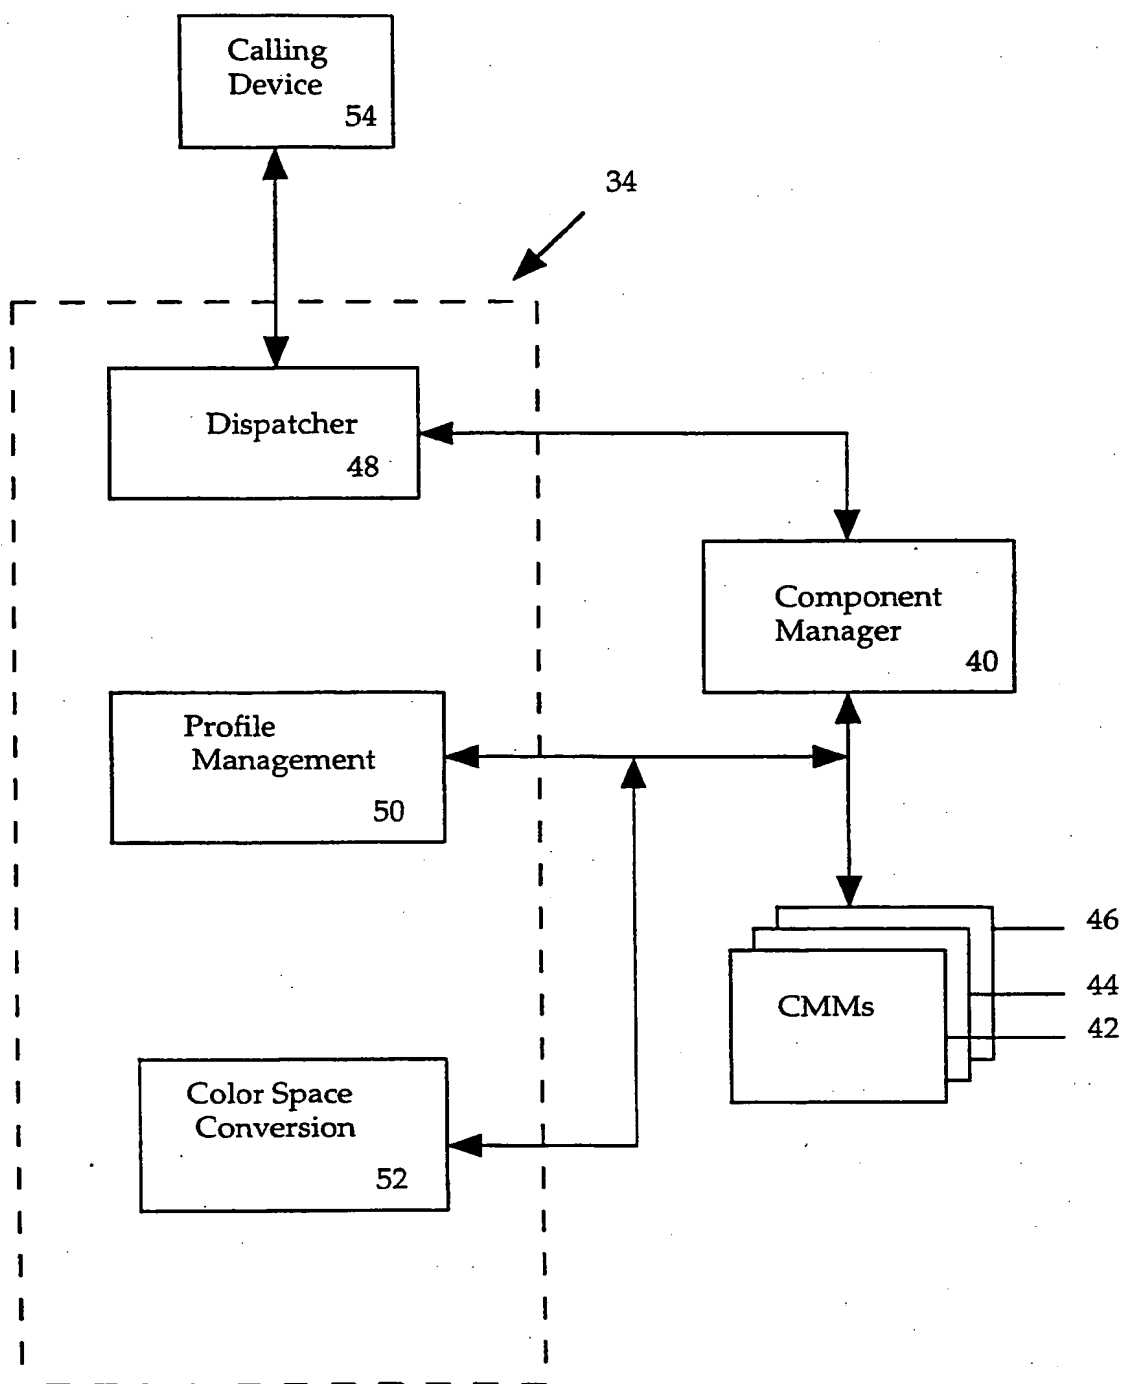 Calling
Device
54
34
Dispatcher
48
Component
Manager
40
Profile
Management
50
46
44
42
CMMs
Color Space
Conversion
52